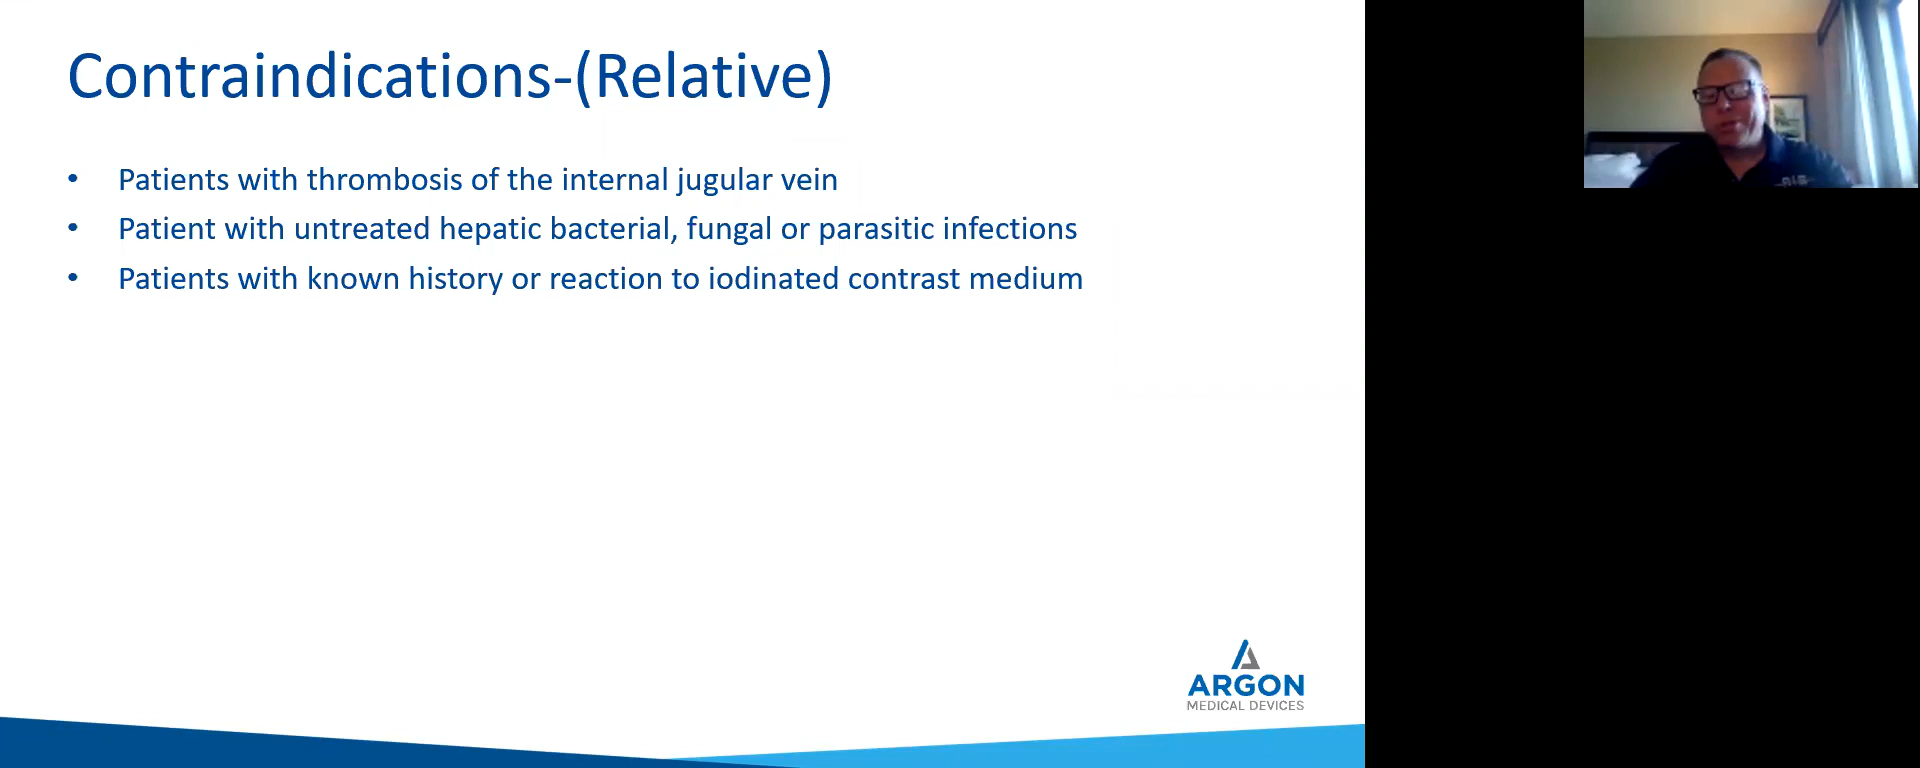 Contraindications-(Relative)
• Patients with thrombosis of the internal jugular vein
• Patient with untreated hepatic bacterial, fungal or parasitic infections
• Patients with known history or reaction to iodinated contrast medium
ARGON
MEDICAL DEVICES